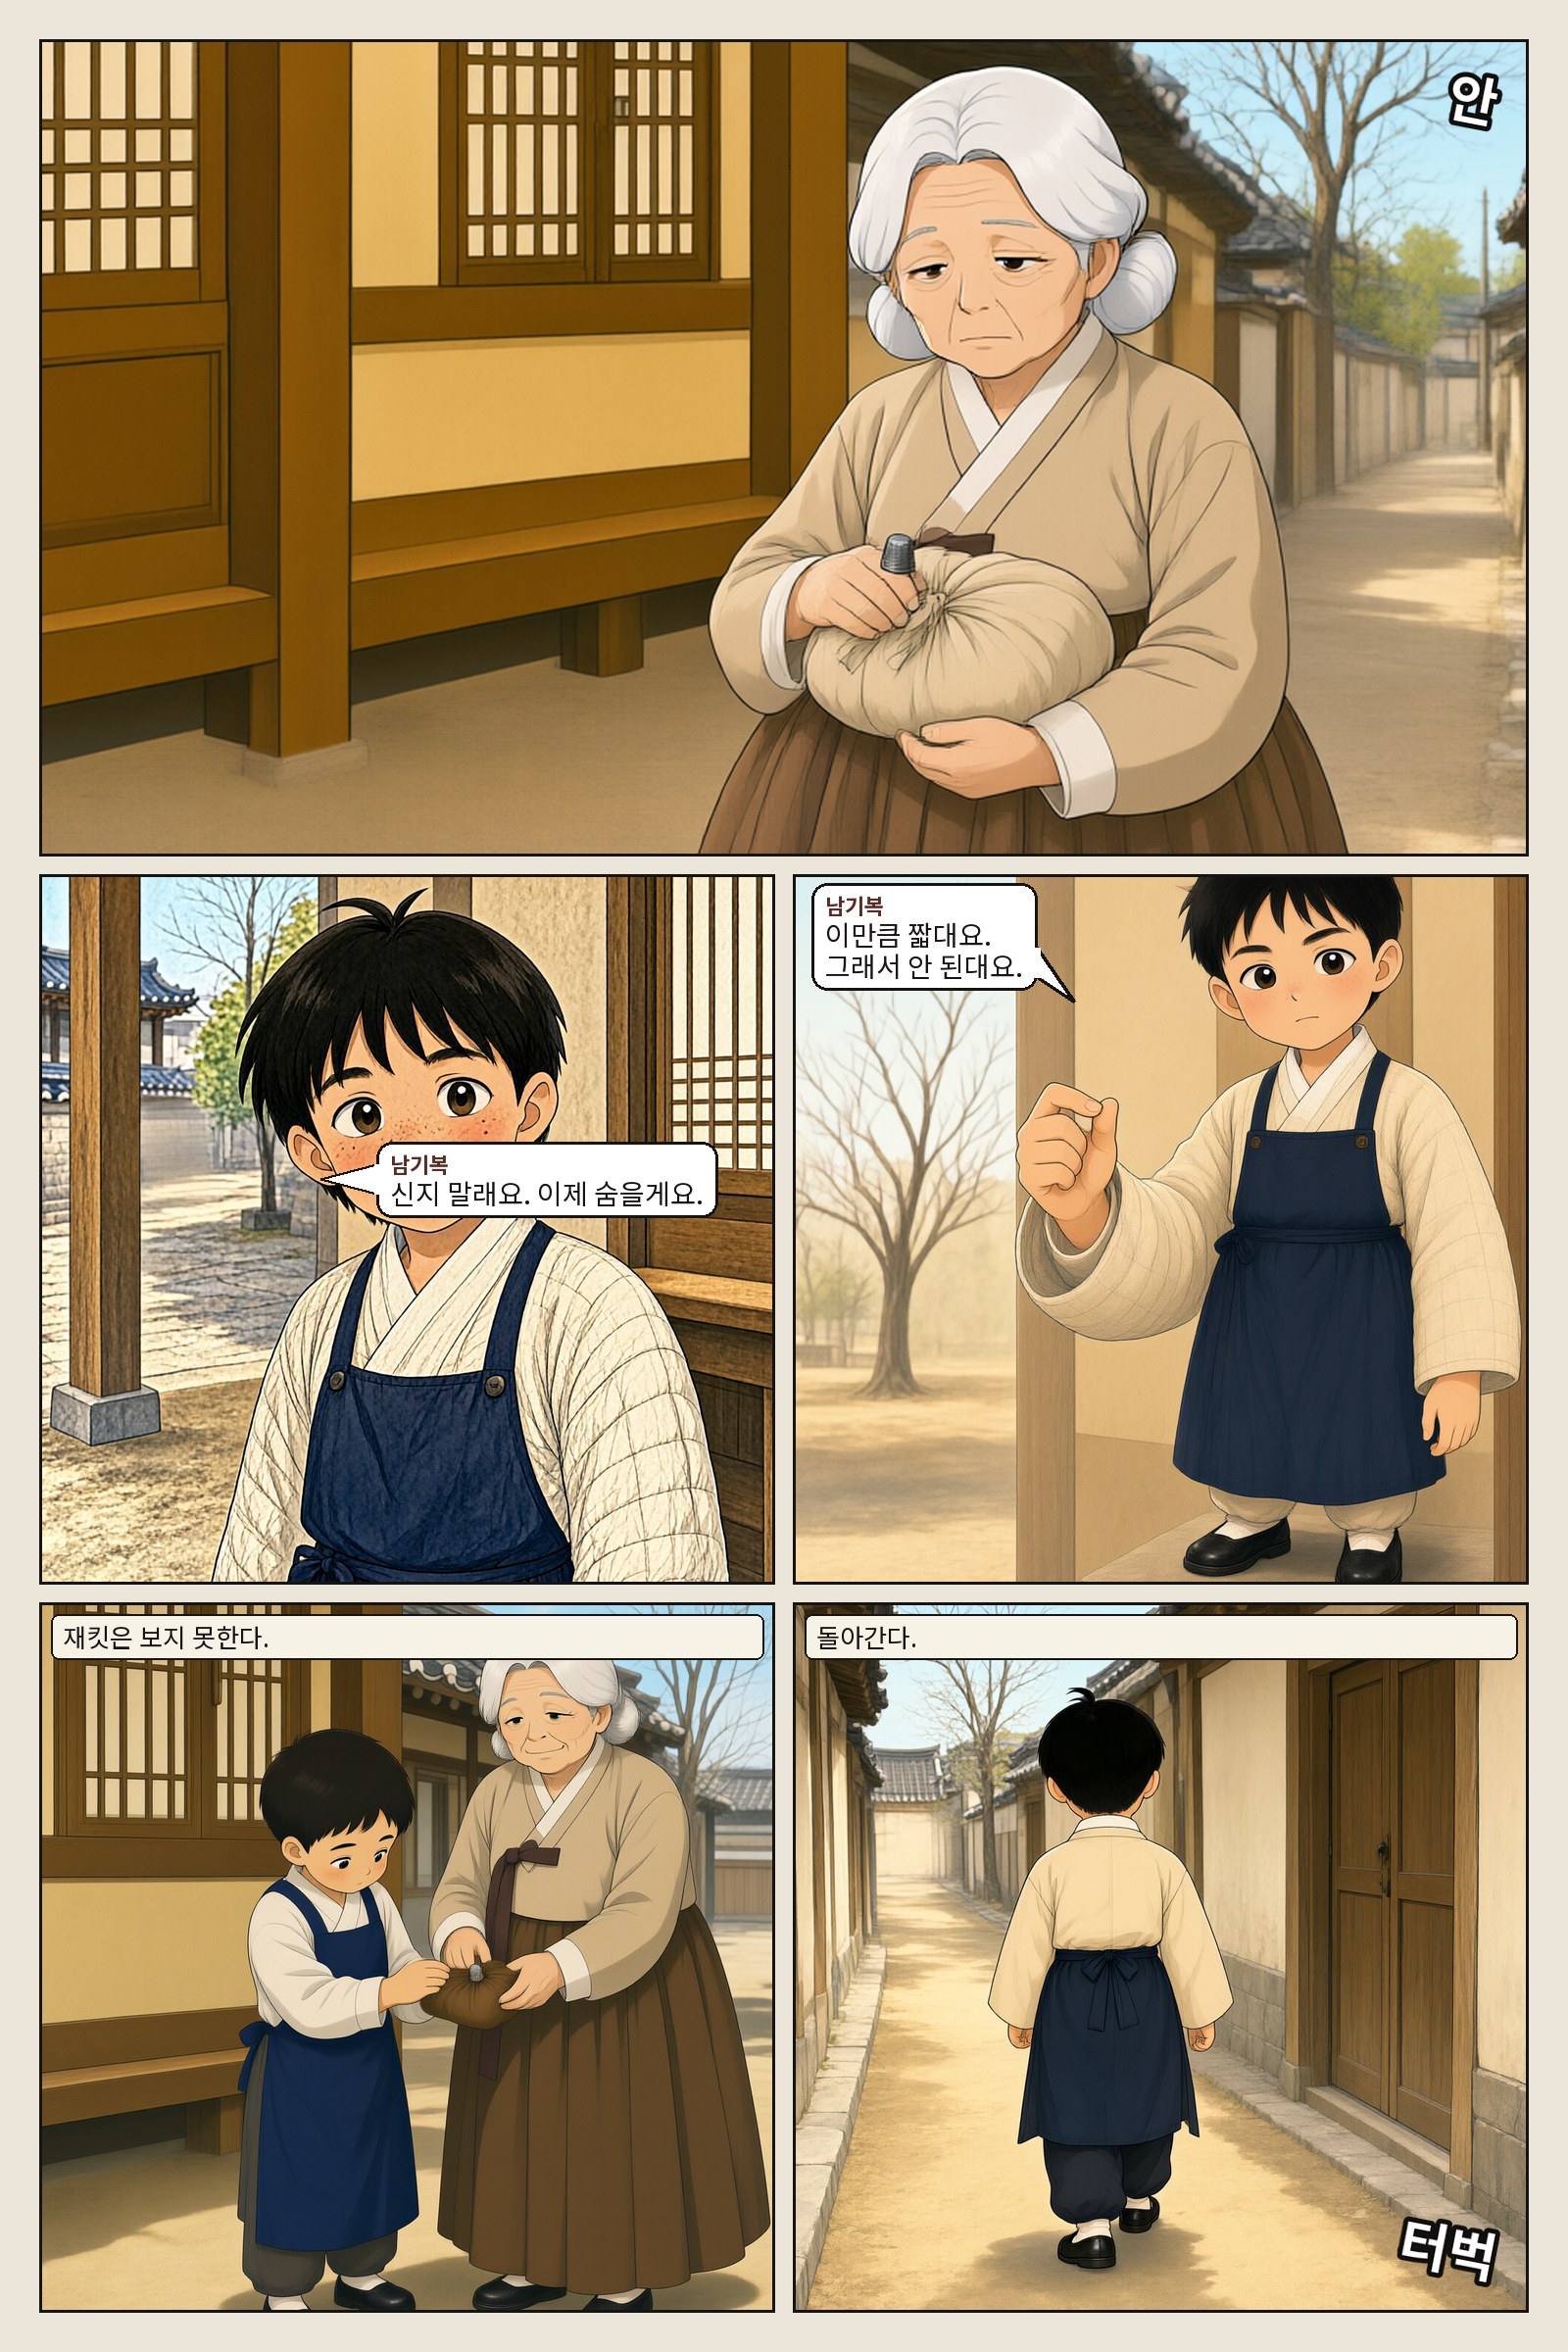 안
남기복
신지 말래요. 이제 숨을게요.
남기복
이만큼 짧대요.
그래서 안 된대요.
재킷은 보지 못한다.
돌아간다.
터벅